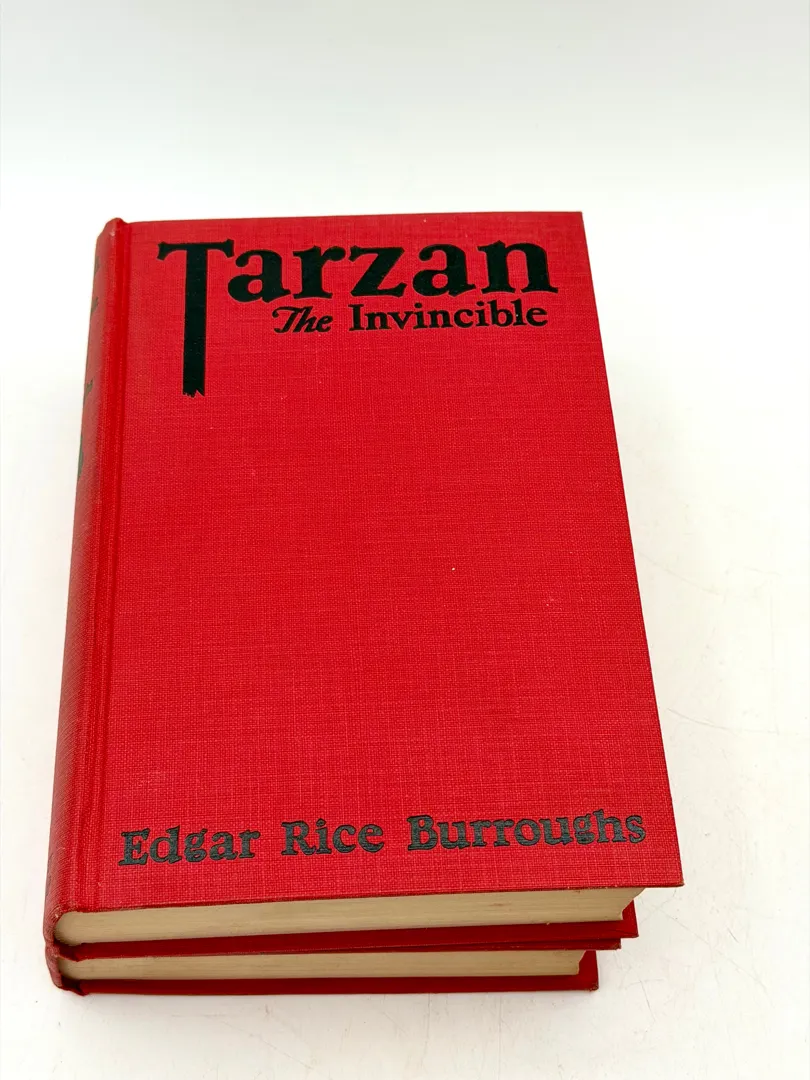 Tarzan
The Invincible
Edgar Rice Burroughs